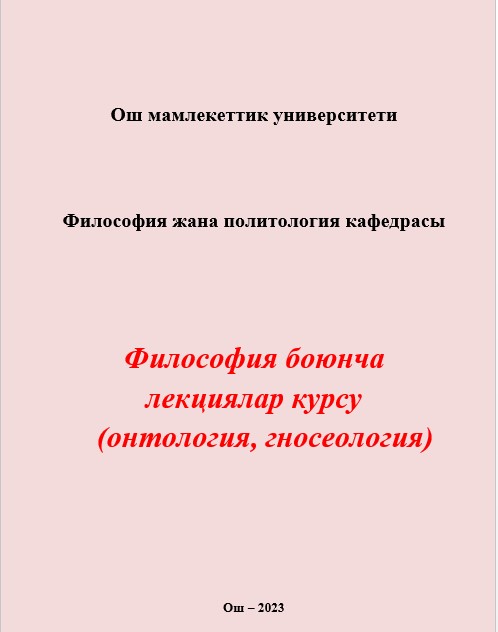 Ош мамлекеттик университети
Философия жана политология кафедрасы
Философия боюнча
лекциялар курсу
(онтология, гносеология)
Ош – 2023